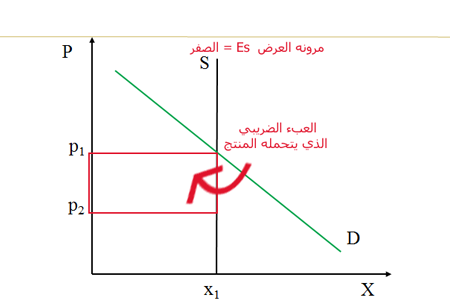 مرونه العرض Es = الصفر
P
S
العبء الضريبي
الذي يتحمله المنتج
p1
p2
D
x1
X